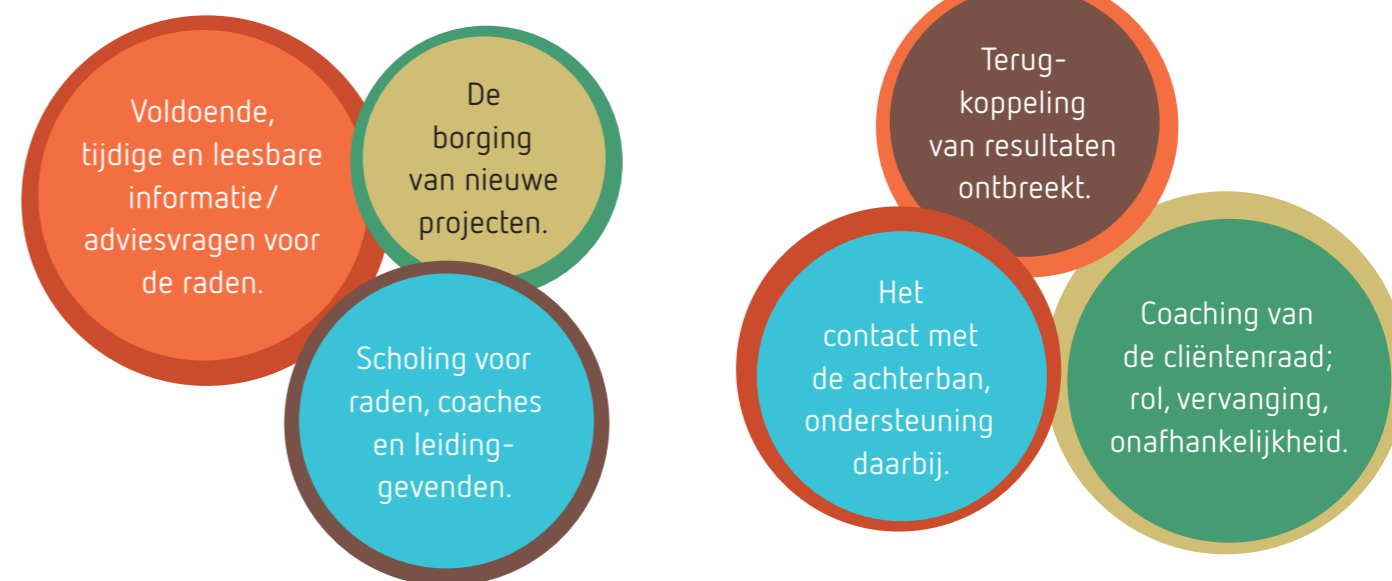 Voldoende,
tijdige en leesbare
informatie/
adviesvragen voor
de raden.
De
borging
van nieuwe
projecten.
Scholing voor
raden, coaches
en leiding-
gevenden.
Terug-
koppeling
van resultaten
ontbreekt.
Het
contact met
de achterban,
ondersteuning
daarbij.
Coaching van
de cliëntenraad;
rol, vervanging,
onafhankelijkheid.